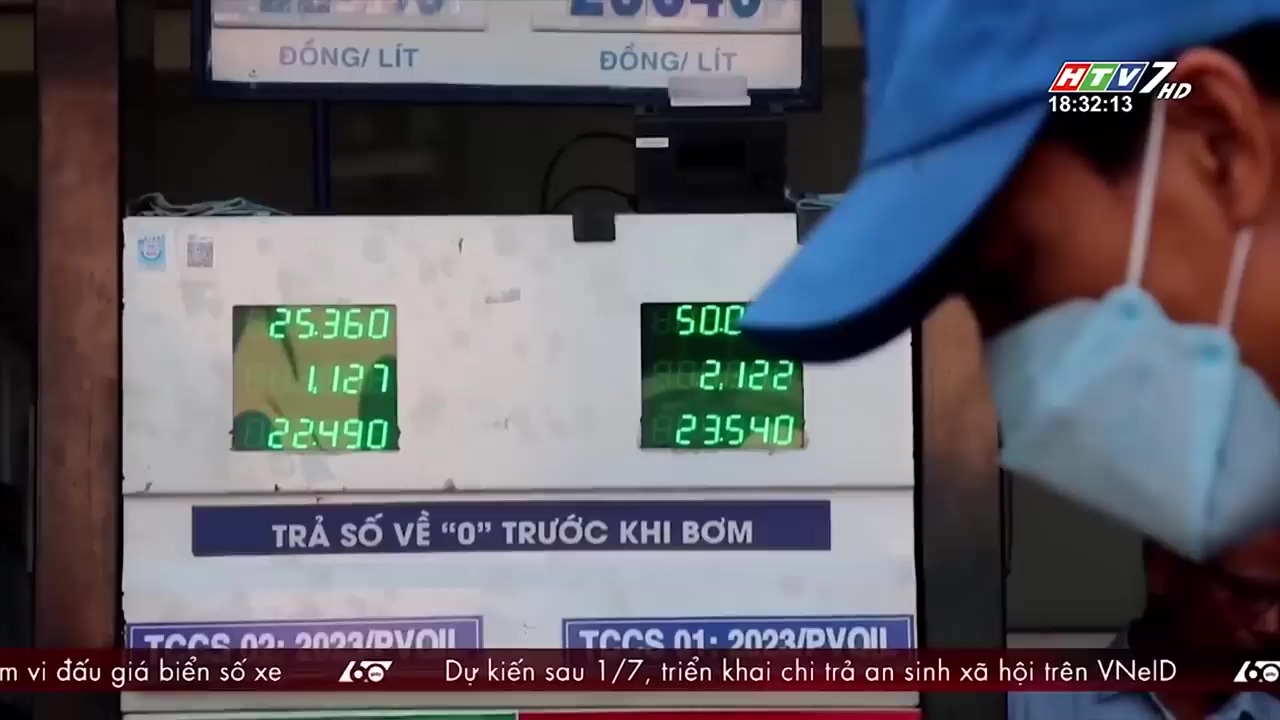 ĐỒNG/ LÍT
ĐỒNG/ LÍT
HTV7 HD
18:32:13
25.360
1,127
22.490
2,122
23.540
TRẢ SỐ VỀ “0” TRƯỚC KHI BƠM
TCCS 02: 2023/PVOIL
TCCS 01: 2023/PVOIL
vi đấu giá biển số xe
Dự kiến sau 1/7, triển khai chi trả an sinh xã hội trên VNeID